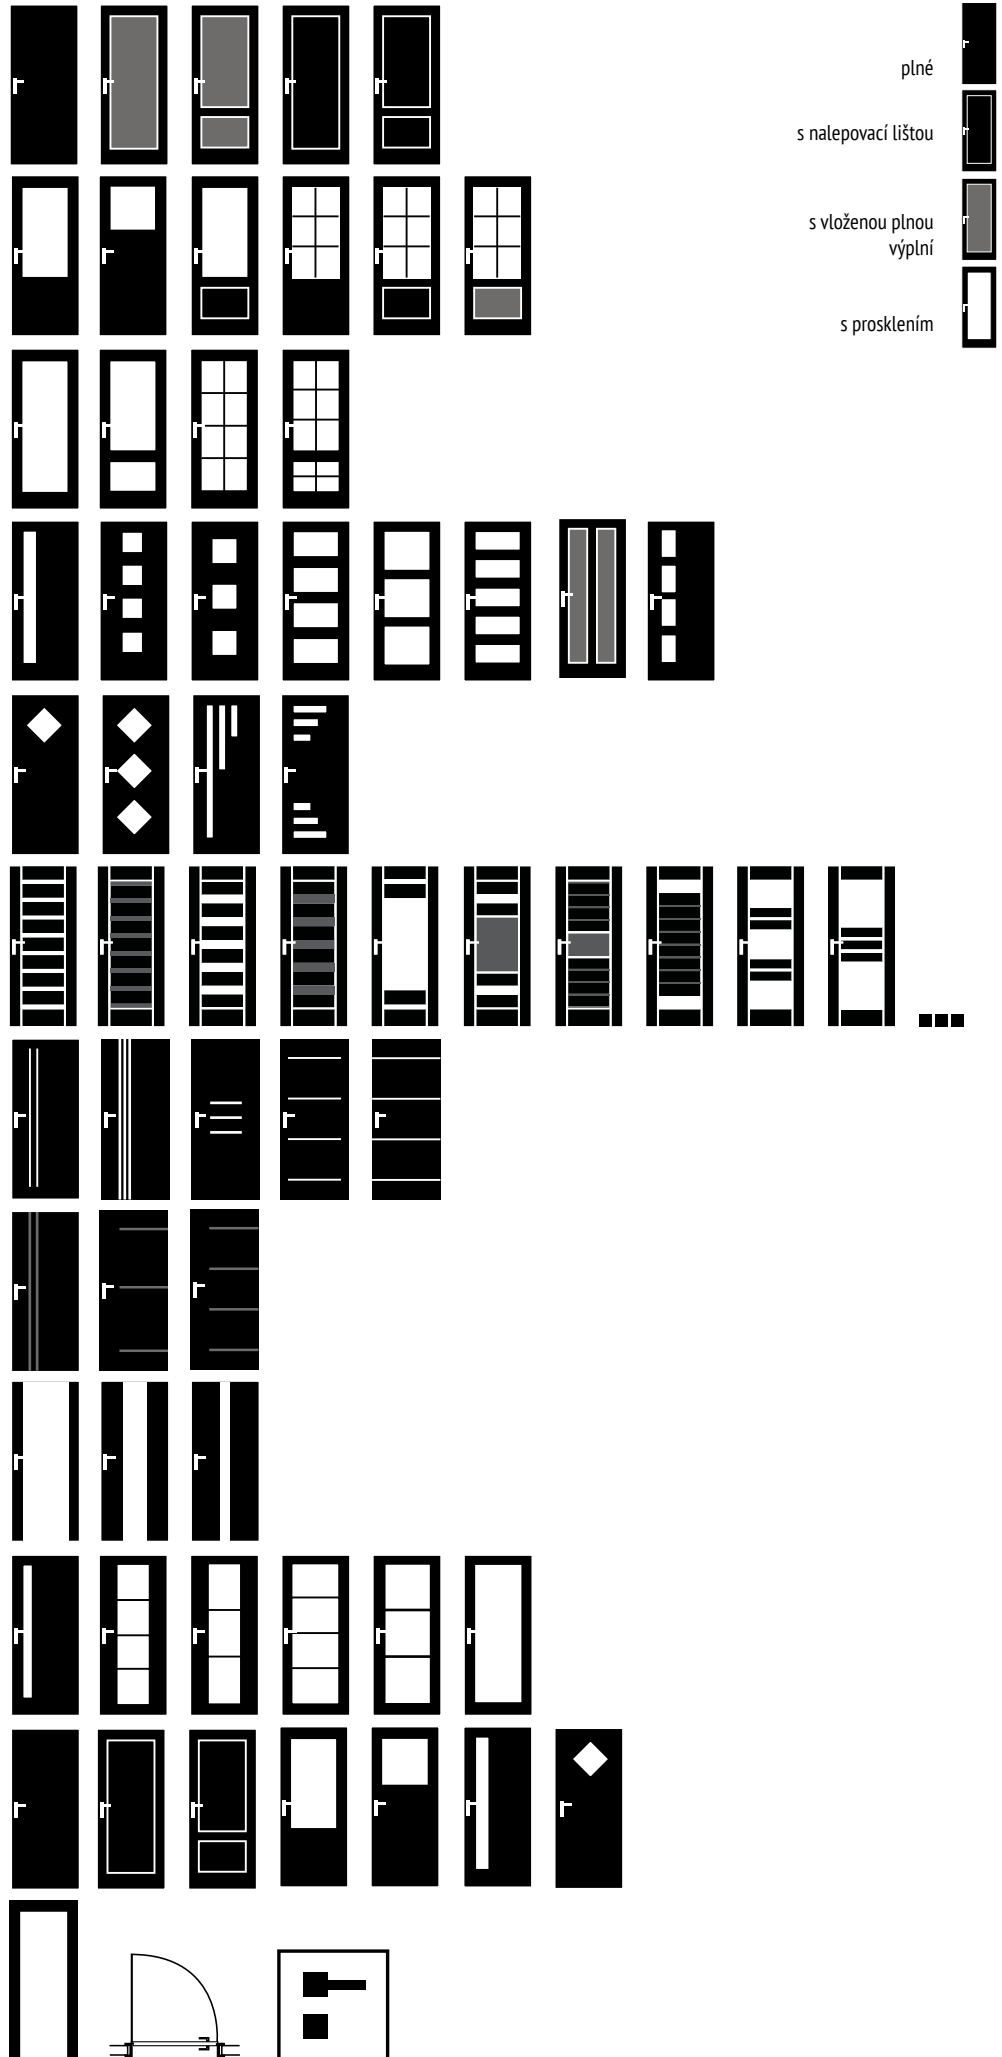 plné
s nalepovací lištou
s vloženou plnou
výplní
s prosklením